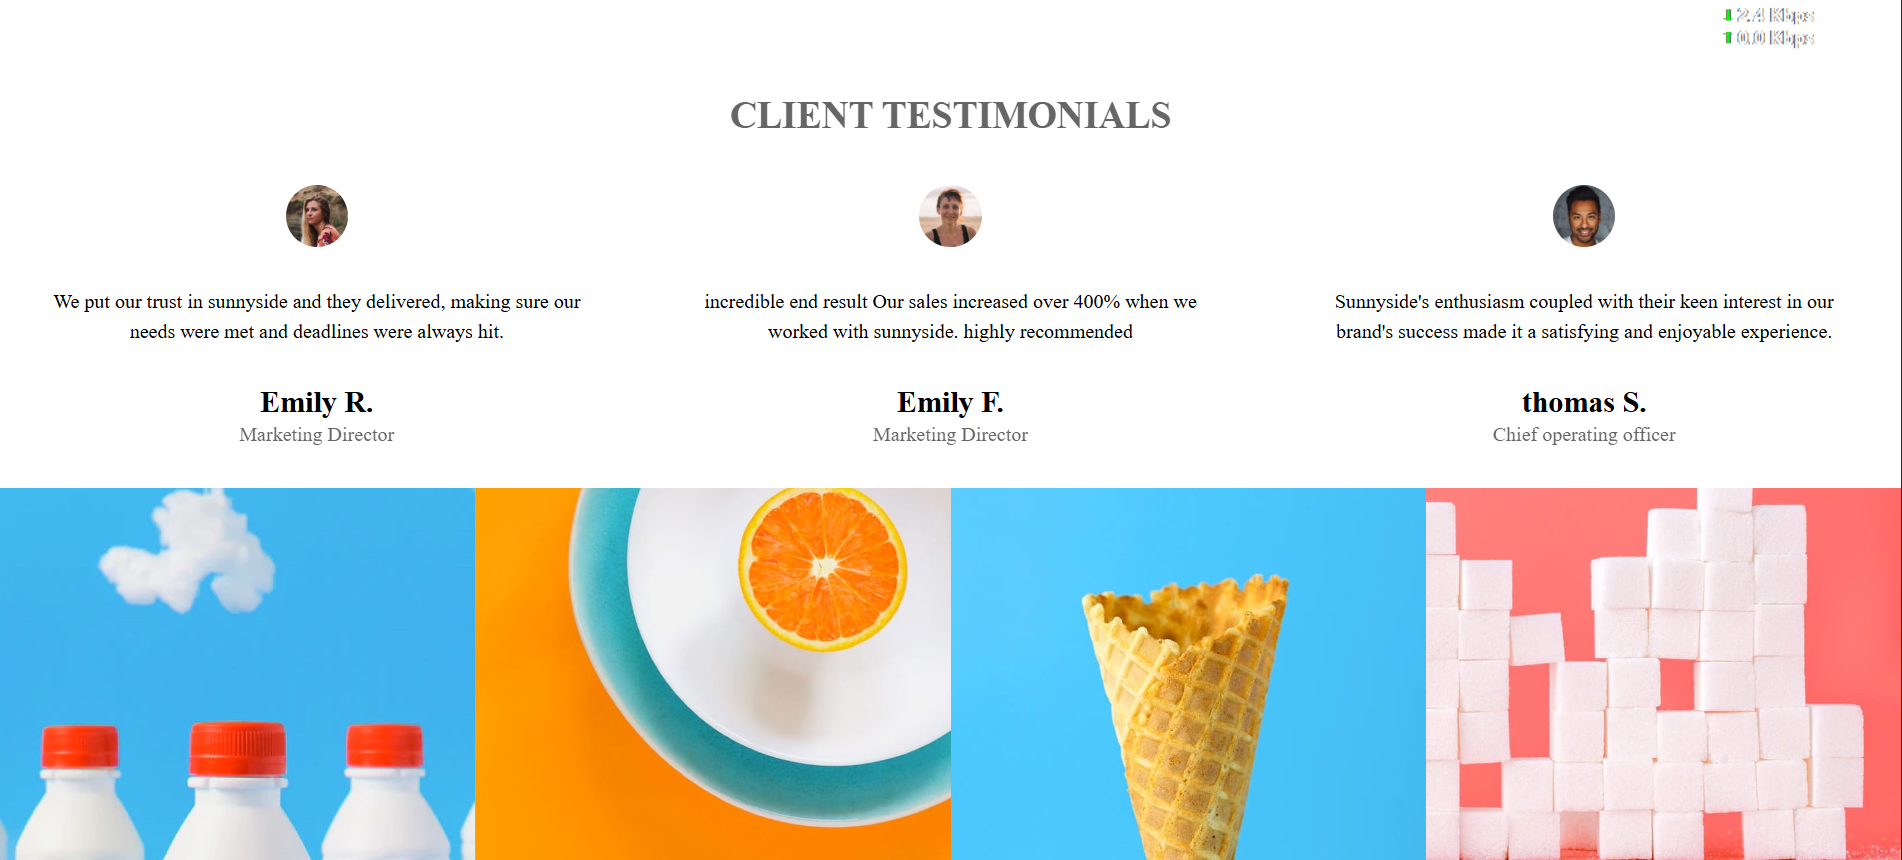 2.4 Kbps
0.0 Kbps
CLIENT TESTIMONIALS
We put our trust in sunnyside and they delivered, making sure our
needs were met and deadlines were always hit.
Emily R.
Marketing Director
incredible end result Our sales increased over 400% when we
worked with sunnyside. highly recommended
Emily F.
Marketing Director
Sunnyside's enthusiasm coupled with their keen interest in our
brand's success made it a satisfying and enjoyable experience.
thomas S.
Chief operating officer